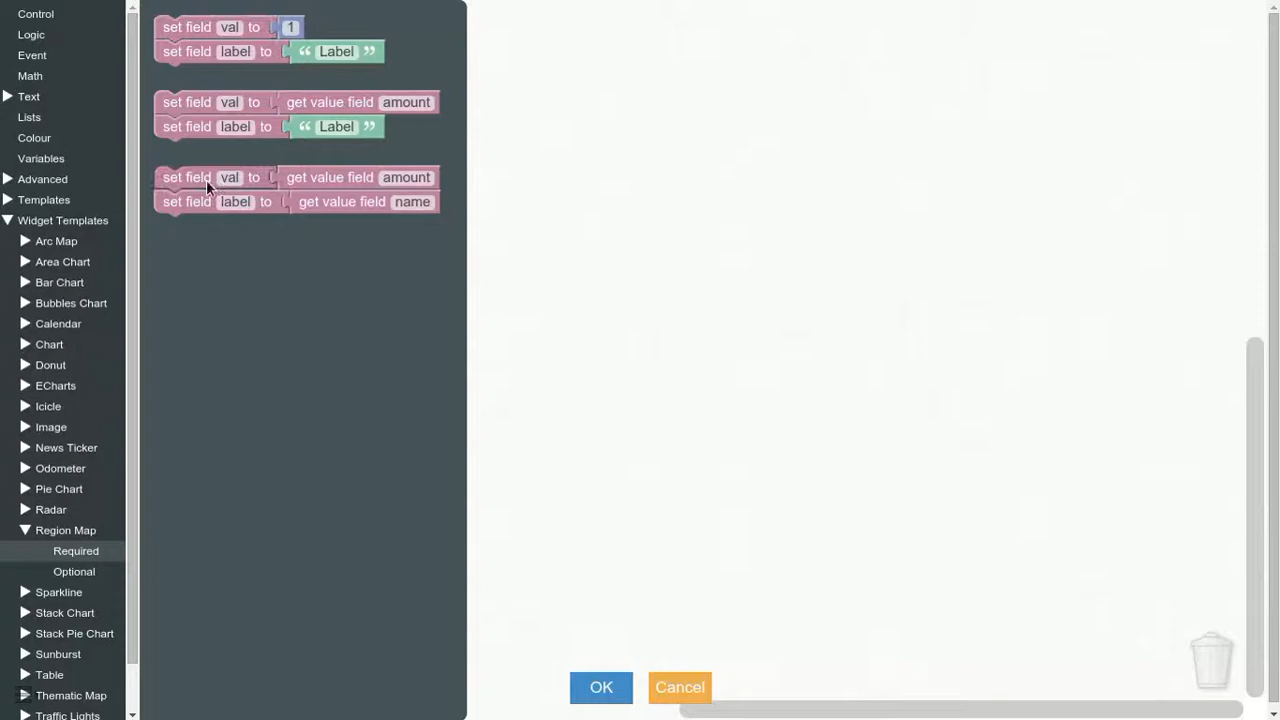 Control
Logic
Event
Math
Text
Lists
Colour
Variables
Advanced
Templates
Widget Templates
Arc Map
Area Chart
Bar Chart
Bubbles Chart
Calendar
Chart
Donut
ECharts
Icicle
Image
News Ticker
Odometer
Pie Chart
Radar
Region Map
Required
Optional
Sparkline
Stack Chart
Stack Pie Chart
Sunburst
Table
Thematic Map
Traffic Lights
set field val to 1
set field label to “ Label ”
set field val to get value field amount
set field label to “ Label ”
set field val to get value field amount
set field label to get value field name
OK Cancel